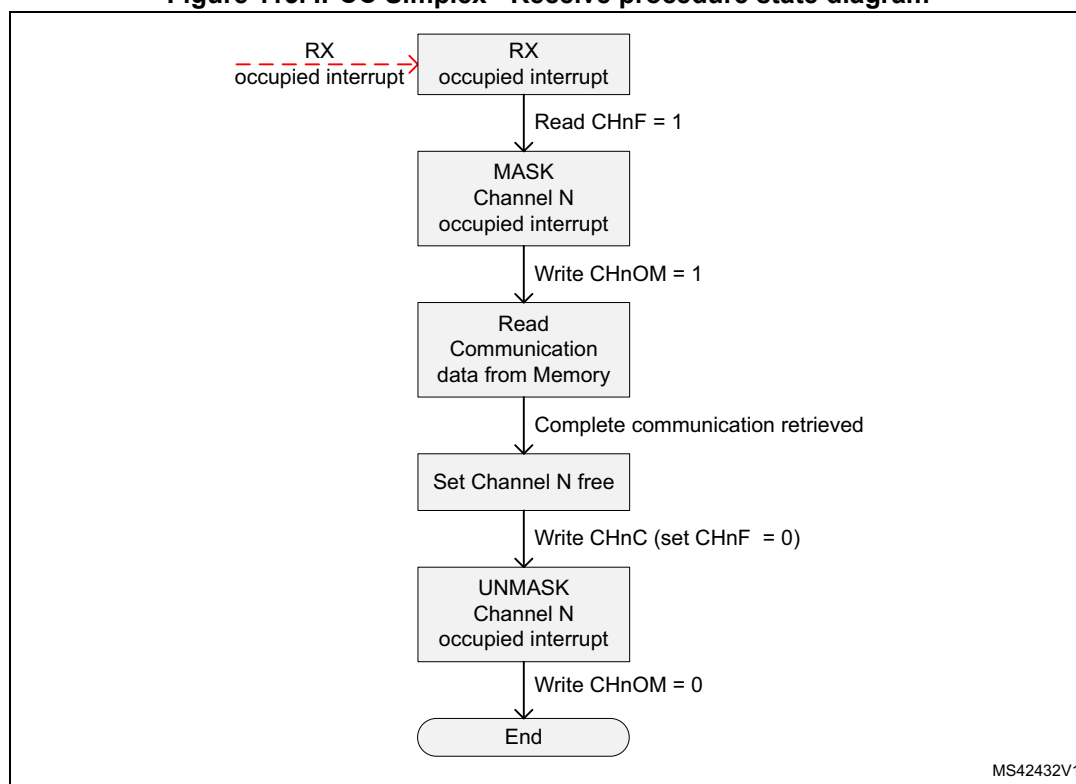 RX
occupied interrupt
RX
occupied interrupt
Read CHnF = 1
MASK
Channel N
occupied interrupt
Write CHnOM = 1
Read
Communication
data from Memory
Complete communication retrieved
Set Channel N free
Write CHnC (set CHnF = 0)
UNMASK
Channel N
occupied interrupt
Write CHnOM = 0
End
MS42432V1